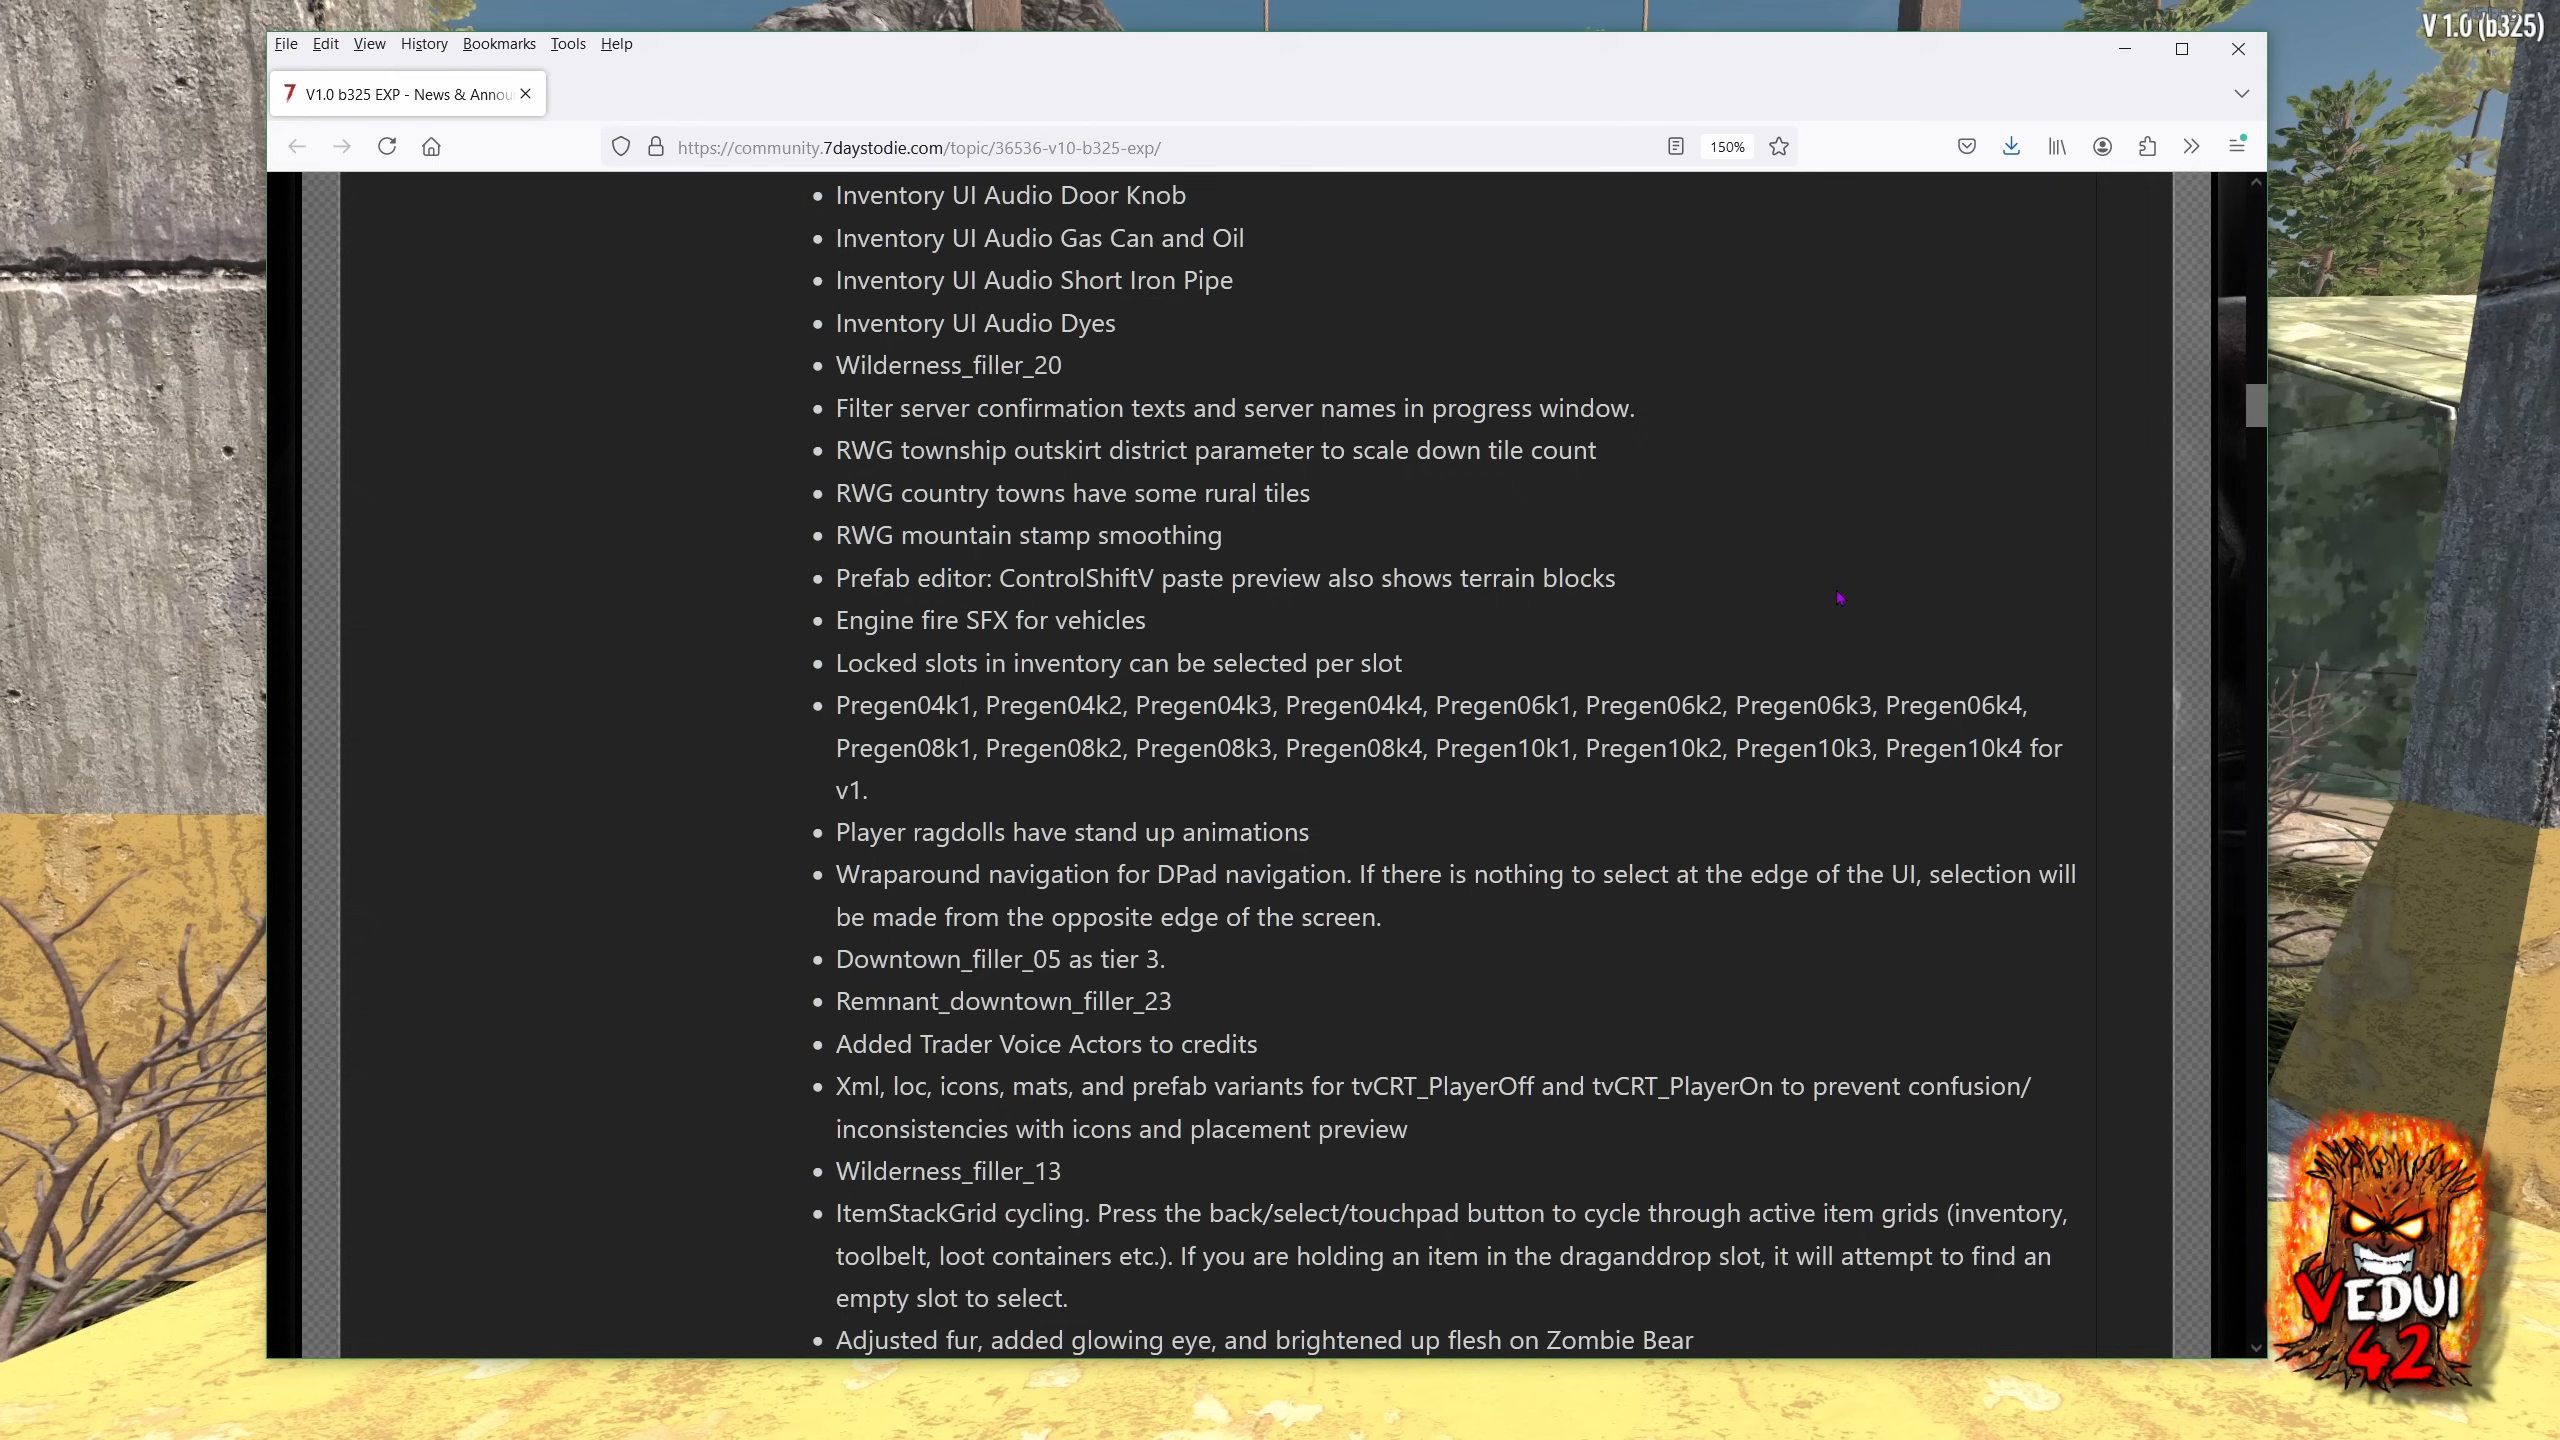 V 1.0 (b325)
File Edit View History Bookmarks Tools Help
V1.0 b325 EXP - News & Annou
https://community.7daystodie.com/topic/36536-v10-b325-exp/
150%
• Inventory UI Audio Door Knob
• Inventory UI Audio Gas Can and Oil
• Inventory UI Audio Short Iron Pipe
• Inventory UI Audio Dyes
• Wilderness_filler_20
• Filter server confirmation texts and server names in progress window.
• RWG township outskirt district parameter to scale down tile count
• RWG country towns have some rural tiles
• RWG mountain stamp smoothing
• Prefab editor: ControlShiftV paste preview also shows terrain blocks
• Engine fire SFX for vehicles
• Locked slots in inventory can be selected per slot
• Pregen04k1, Pregen04k2, Pregen04k3, Pregen04k4, Pregen06k1, Pregen06k2, Pregen06k3, Pregen06k4,
Pregen08k1, Pregen08k2, Pregen08k3, Pregen08k4, Pregen10k1, Pregen10k2, Pregen10k3, Pregen10k4 for
v1.
• Player ragdolls have stand up animations
• Wraparound navigation for DPad navigation. If there is nothing to select at the edge of the UI, selection will
be made from the opposite edge of the screen.
• Downtown_filler_05 as tier 3.
• Remnant_downtown_filler_23
• Added Trader Voice Actors to credits
• Xml, loc, icons, mats, and prefab variants for tvCRT_PlayerOff and tvCRT_PlayerOn to prevent confusion/
inconsistencies with icons and placement preview
• Wilderness_filler_13
• ItemStackGrid cycling. Press the back/select/touchpad button to cycle through active item grids (inventory,
toolbelt, loot containers etc.). If you are holding an item in the draganddrop slot, it will attempt to find an
empty slot to select.
• Adjusted fur, added glowing eye, and brightened up flesh on Zombie Bear
VEDUI
42